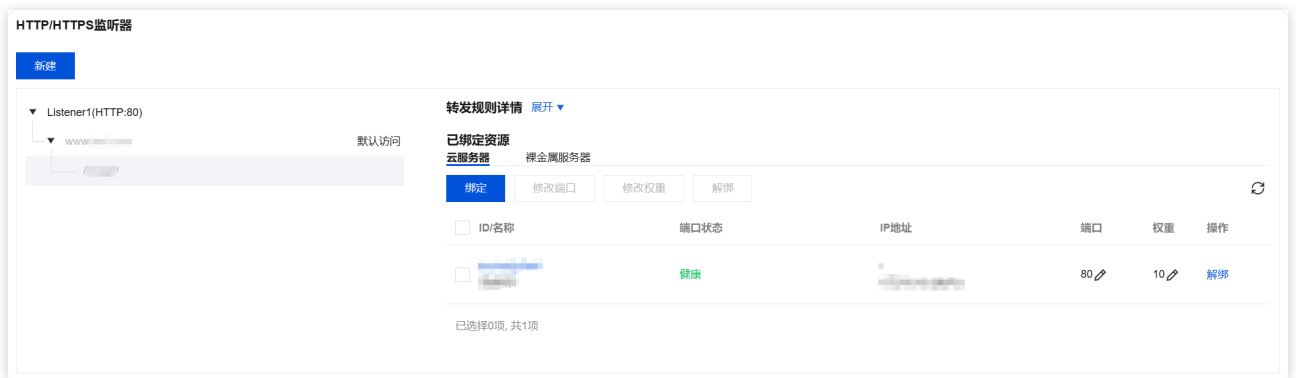 HTTP/HTTPS监听器
新建
Listener1(HTTP:80)
www
默认访问
转发规则详情 展开
已绑定资源
云服务器 裸金属服务器
绑定 修改端口 修改权重 解绑
ID/名称 端口状态 IP地址 端口 权重 操作
健康 80 10 解绑
已选择0项, 共1项